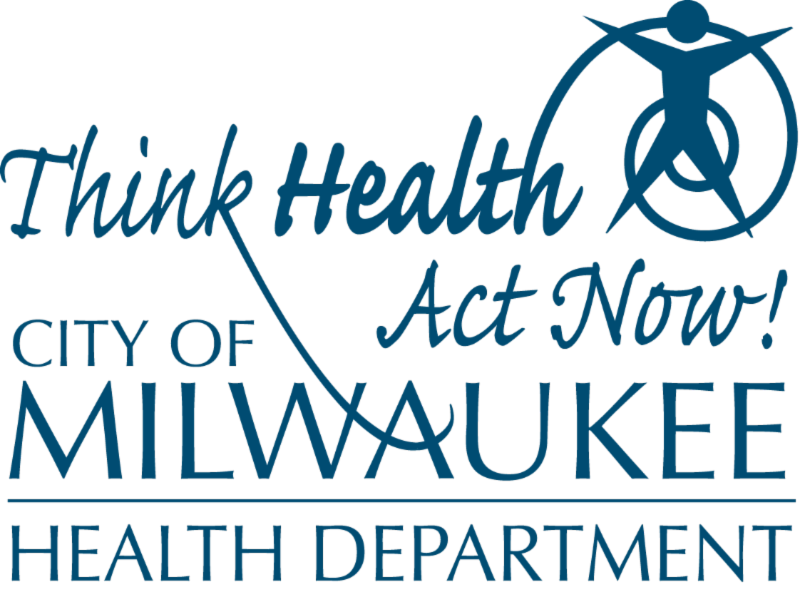 Think Health
Act Now!
CITY OF
MILWAUKEE
HEALTH DEPARTMENT